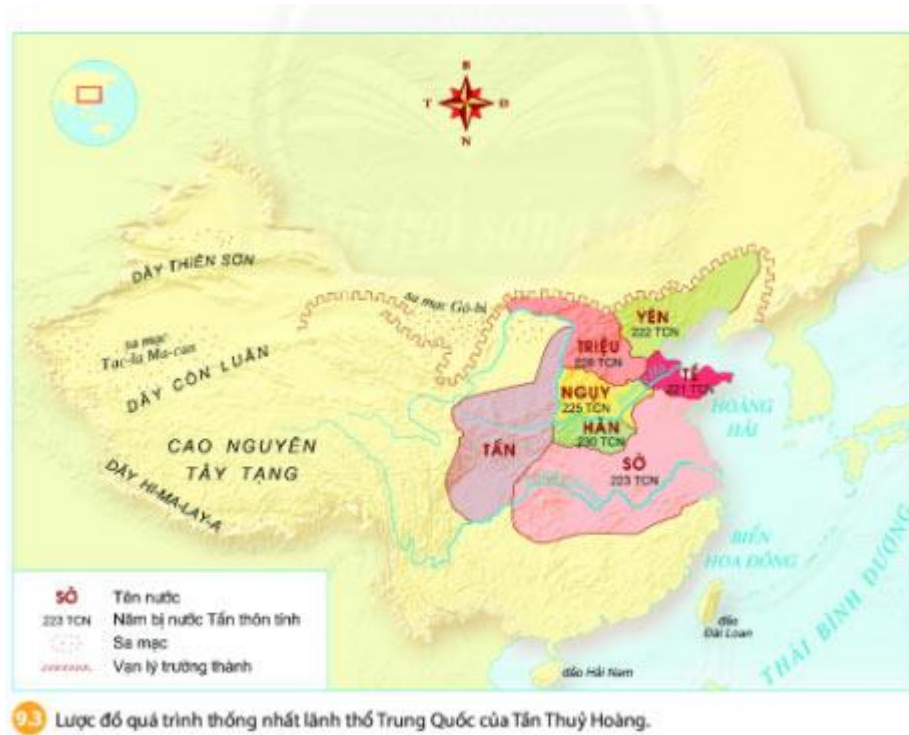 B
T
Đ
N
DÃY THIÊN SƠN
sa mạc Gô-bi
sa mạc
Tac-la Ma-can
DÃY CÔN LUÂN
CAO NGUYÊN
TÂY TẠNG
DÃY HI-MA-LAY-A
YÊN
222 TCN
TRIỆU
228 TCN
TỀ
221 TCN
NGỤY
225 TCN
HÀN
230 TCN
TẦN
SỞ
223 TCN
HOÀNG
HẢI
BIỂN
HOA ĐÔNG
THÁI BÌNH DƯƠNG
đảo
Đài Loan
đảo Hải Nam
SỞ Tên nước
223 TCN Năm bị nước Tần thôn tính
Sa mạc
Vạn lý trường thành
9.3 Lược đồ quá trình thống nhất lãnh thổ Trung Quốc của Tần Thuỷ Hoàng.